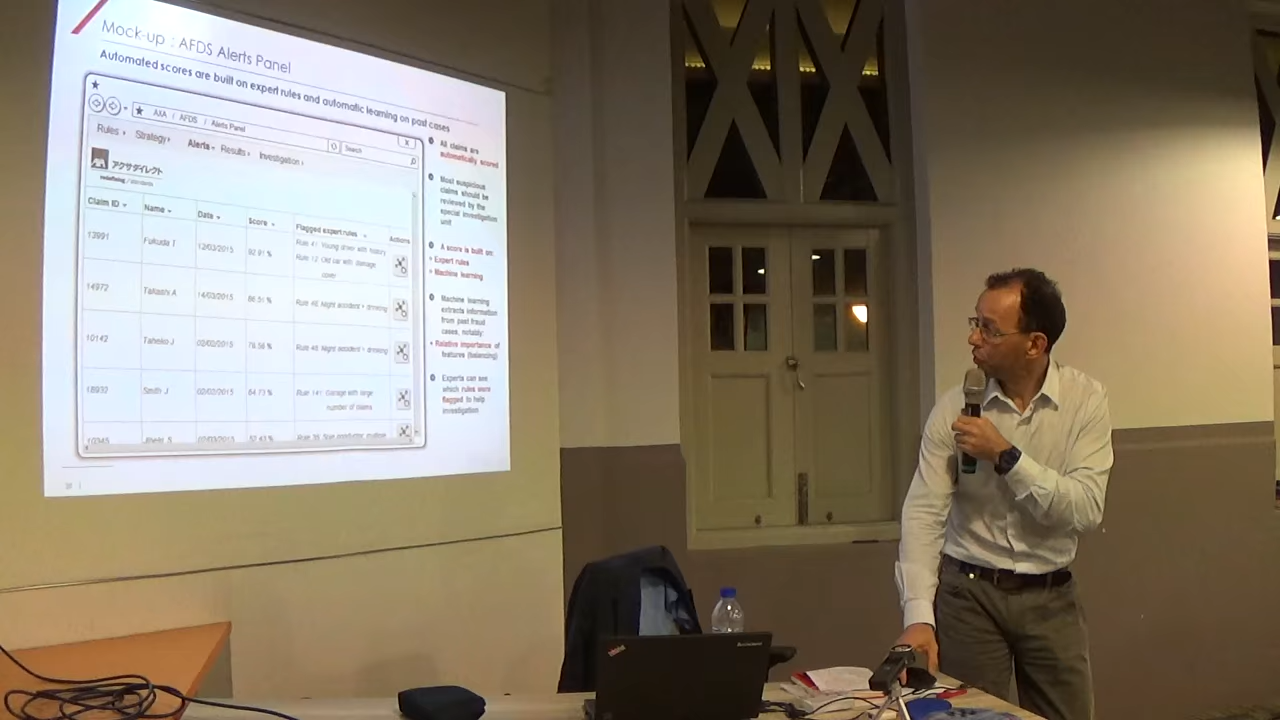 Mock-up : AFDS Alerts Panel
Automated scores are built on expert rules and automatic learning on past cases
AXA / AFDS / Alerts Panel
Search
X
Rules
Strategy
Alerts
Results
Investigation
アクサダイレクト
redefining / standards
Claim ID
Name
Date
Score
Flagged expert rules
Actions
13991
Fukuda T
12/03/2015
92.91 %
Rule 41: Young driver with history
Rule 12: Old car with damage
cover
14972
Takashi A
14/03/2015
86.51 %
Rule 48: Night accident + drinking
10142
Taheko J
02/02/2015
78.56 %
Rule 48: Night accident + drinking
18932
Smith J
02/02/2015
64.73 %
Rule 141: Garage with large
number of claims
All claims are
automatically scored
Most suspicious
claims should be
reviewed by the
special investigation
unit
A score is built on:
• Expert rules
• Machine learning
Machine learning
extracts information
from past fraud
cases, notably:
• Relative importance of
features (balancing)
Experts can see
which rules were
flagged to help
investigation
ThinkPad
Lenovo